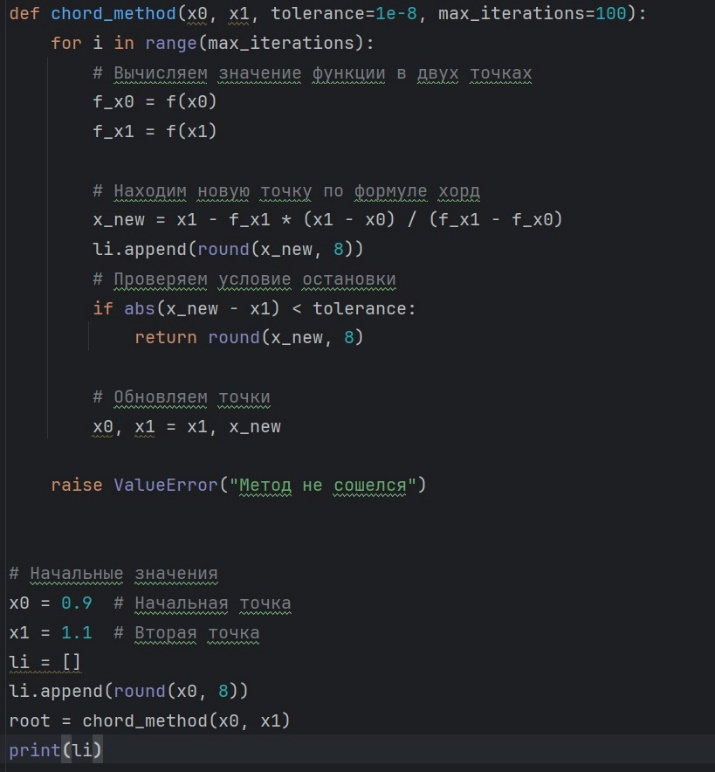 def chord_method(x0, x1, tolerance=1e-8, max_iterations=100):
    for i in range(max_iterations):
        # Вычисляем значение функции в двух точках
        f_x0 = f(x0)
        f_x1 = f(x1)

        # Находим новую точку по формуле хорд
        x_new = x1 - f_x1 * (x1 - x0) / (f_x1 - f_x0)
        li.append(round(x_new, 8))
        # Проверяем условие остановки
        if abs(x_new - x1) < tolerance:
            return round(x_new, 8)

        # Обновляем точки
        x0, x1 = x1, x_new

    raise ValueError("Метод не сошелся")


# Начальные значения
x0 = 0.9  # Начальная точка
x1 = 1.1  # Вторая точка
li = []
li.append(round(x0, 8))
root = chord_method(x0, x1)
print(li)